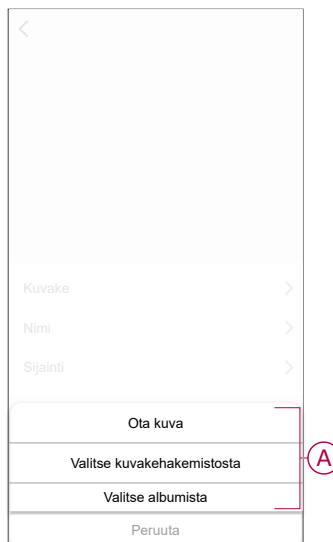 Kuvake
Nimi
Sijainti
Ota kuva
Valitse kuvakehakemistosta
A
Valitse albumista
Peruuta